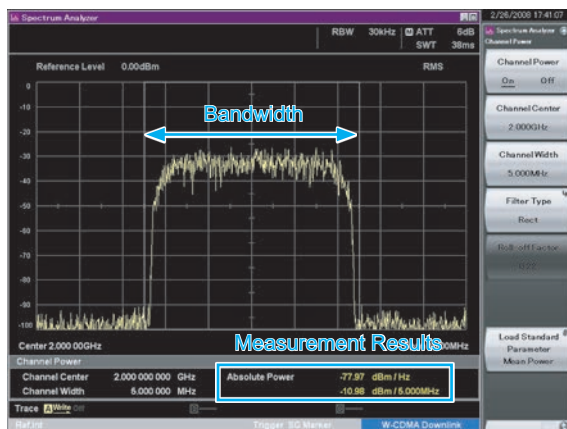 Spectrum Analyzer
2/26/2008 17:41:07
RBW 30kHz ATT 6dB
SWT 38ms
Spectrum Analyzer
Channel Power
Reference Level 0.00dBm
RMS
Channel Power
On Off
0
-10
-20
-30
-40
-50
-60
-70
-80
-90
-100
Bandwidth
Channel Center
2.000GHz
Channel Width
5.000MHz
Filter Type
Rect
Roll-off Factor
Center 2.000 00GHz
Measurement Results
Load Standard
Parameter
Mean Power
Channel Power
Channel Center 2.000 000 000 GHz
Absolute Power -77.97 dBm / Hz
Channel Width 5.000 000 MHz
-10.98 dBm / 5.000MHz
Trace A Write Off
Ref.Int Trigger SG Marker W-CDMA Downlink